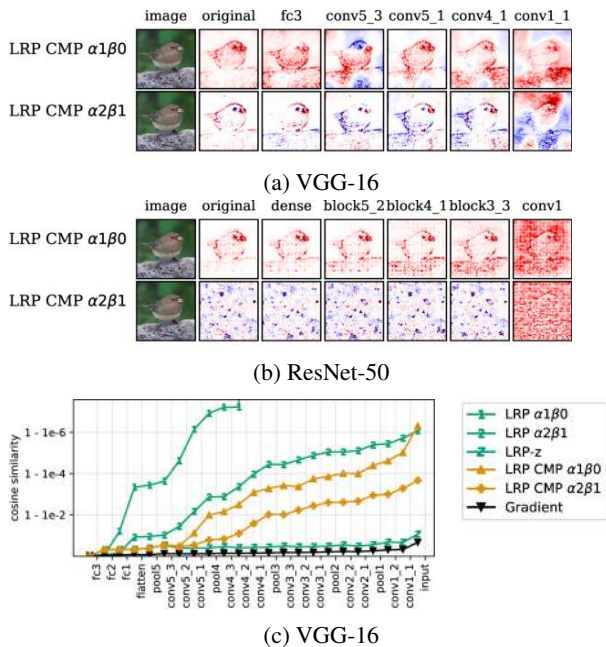 image original fc3 conv5_3 conv5_1 conv4_1 conv1_1
LRP CMP α1β0
LRP CMP α2β1
(a) VGG-16
image original dense block5_2 block4_1 block3_3 conv1
LRP CMP α1β0
LRP CMP α2β1
(b) ResNet-50
cosine similarity
1 - 1e-6
1 - 1e-4
1 - 1e-2
fc3
fc2
fc1
flatten
pool5
conv5_3
conv5_2
conv5_1
pool4
conv4_3
conv4_2
conv4_1
pool3
conv3_3
conv3_2
conv3_1
pool2
conv2_2
conv2_1
pool1
conv1_2
conv1_1
input
LRP α1β0
LRP α2β1
LRP-z
LRP CMP α1β0
LRP CMP α2β1
Gradient
(c) VGG-16